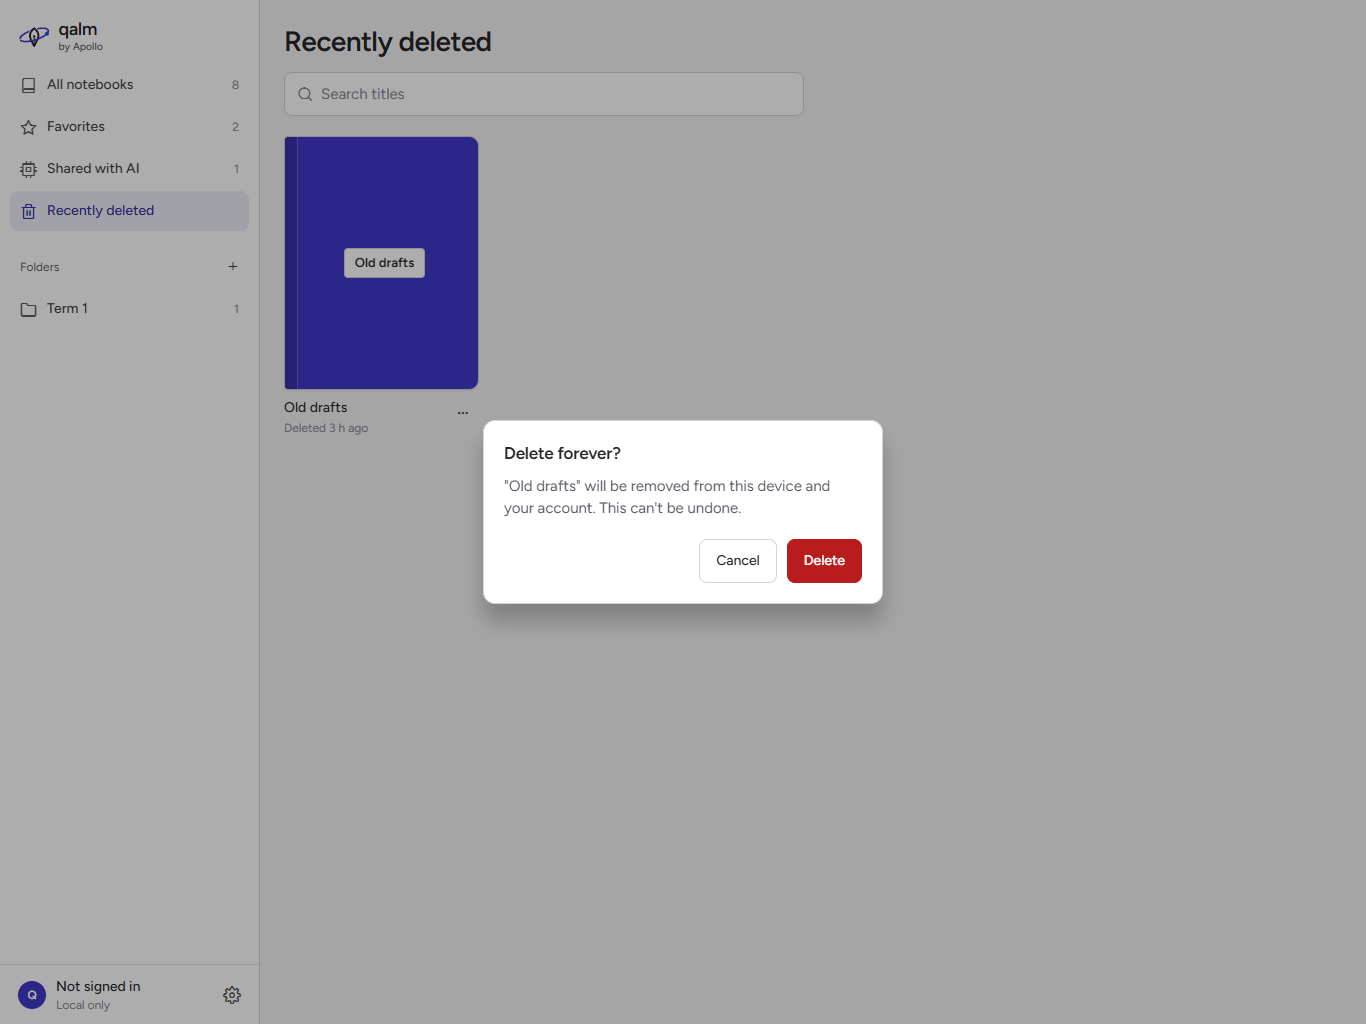 qalm
by Apollo
All notebooks 8
Favorites 2
Shared with AI 1
Recently deleted
Folders +
Term 1 1
Not signed in
Local only
Q
Recently deleted
Search titles
Old drafts
Old drafts ...
Deleted 3 h ago
Delete forever?
"Old drafts" will be removed from this device and
your account. This can't be undone.
Cancel Delete